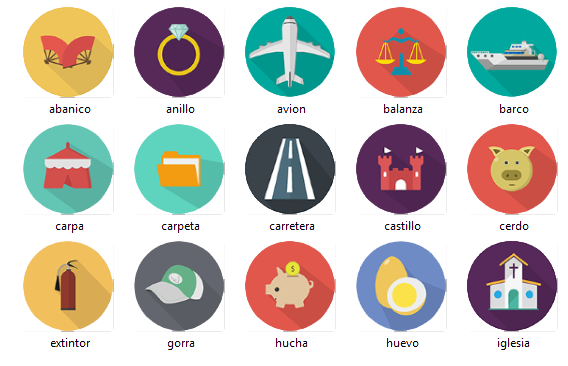 abanico anillo avion balanza barco
carpa carpeta carretera castillo cerdo
$
extintor gorra hucha huevo iglesia